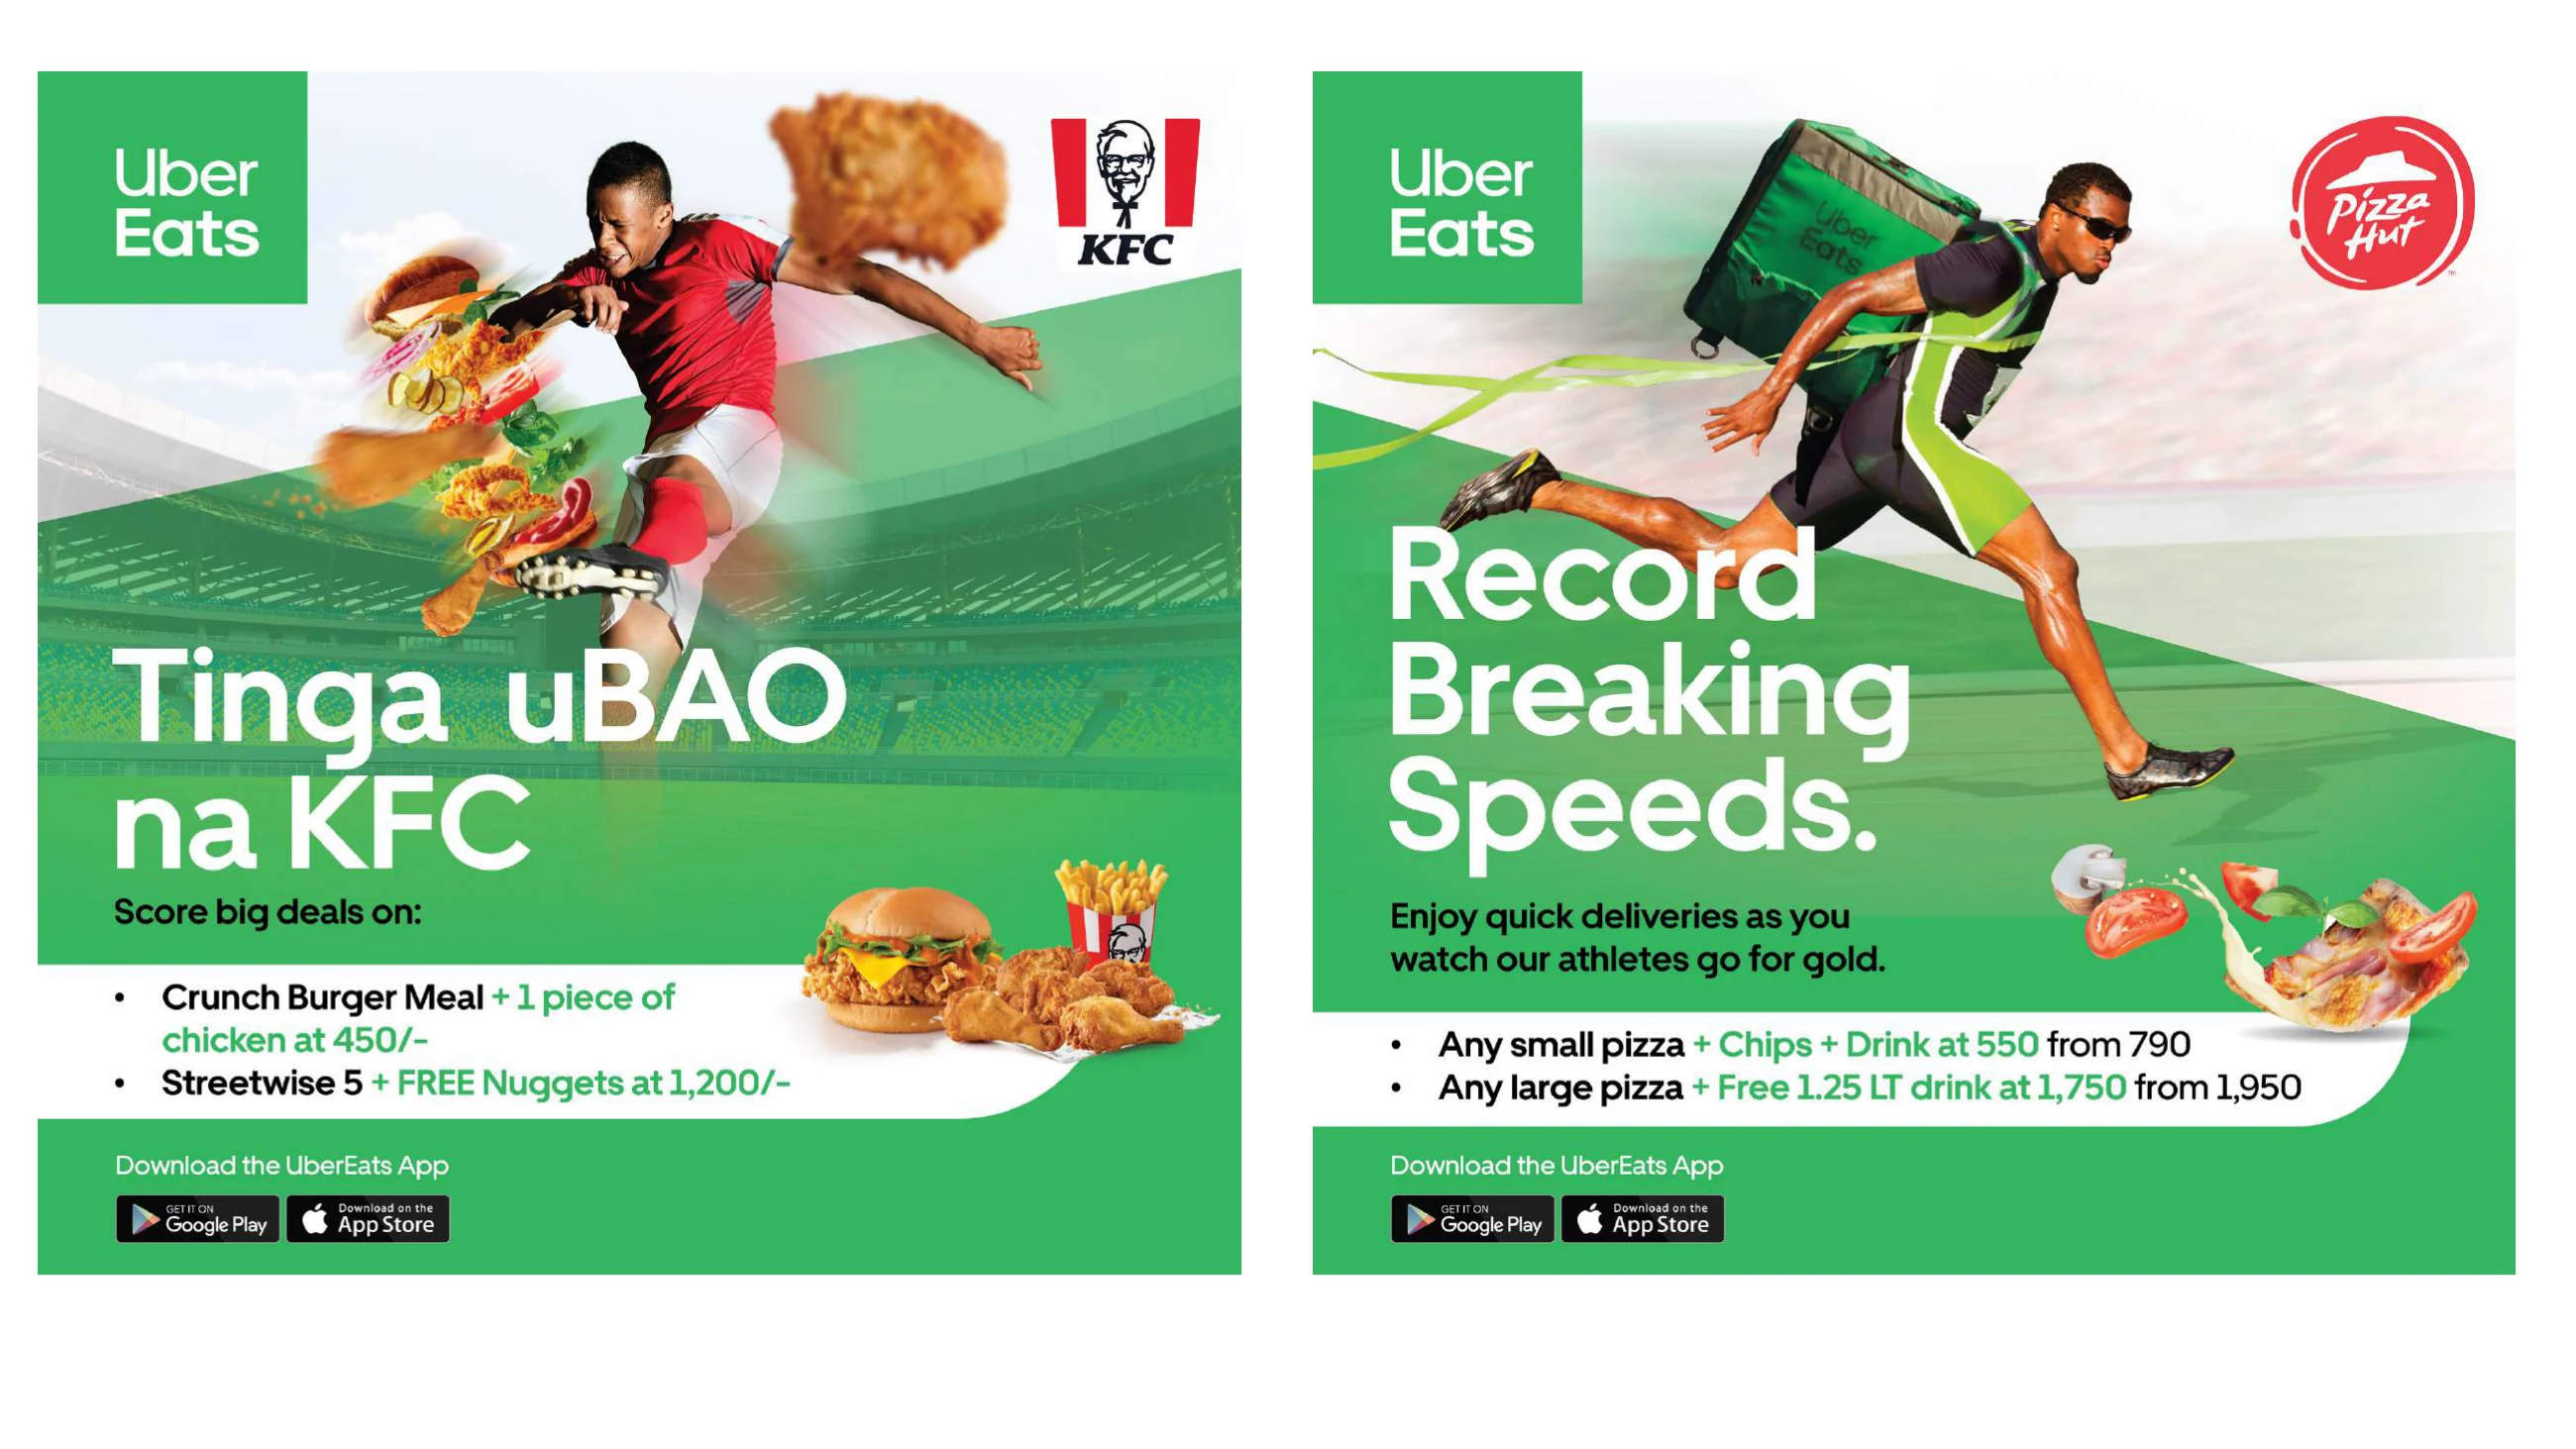 Uber
Eats
KFC
Tinga uBAO
na KFC
Score big deals on:
• Crunch Burger Meal + 1 piece of
chicken at 450/-
• Streetwise 5 + FREE Nuggets at 1,200/-
Download the UberEats App
GET IT ON
Google Play
Download on the
App Store
Uber
Eats
Uber
Eats
Pizza
Hut
TM
Record
Breaking
Speeds.
Enjoy quick deliveries as you
watch our athletes go for gold.
• Any small pizza + Chips + Drink at 550 from 790
• Any large pizza + Free 1.25 LT drink at 1,750 from 1,950
Download the UberEats App
GET IT ON
Google Play
Download on the
App Store